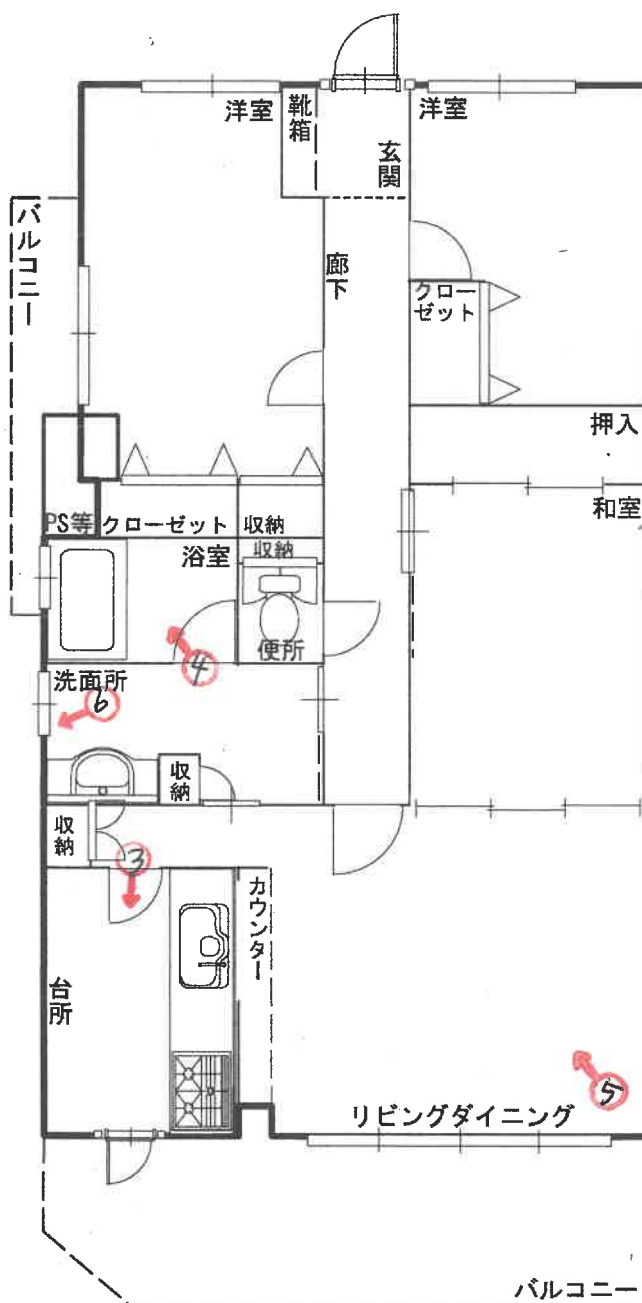 洋室
靴箱
洋室
玄関
バルコニー
廊下
クロー
ゼット
押入
和室
PS等
クローゼット
収納
浴室
収納
便所
④
洗面所
⑥
収納
収納
③
カウンター
台所
⑤
リビングダイニング
バルコニー